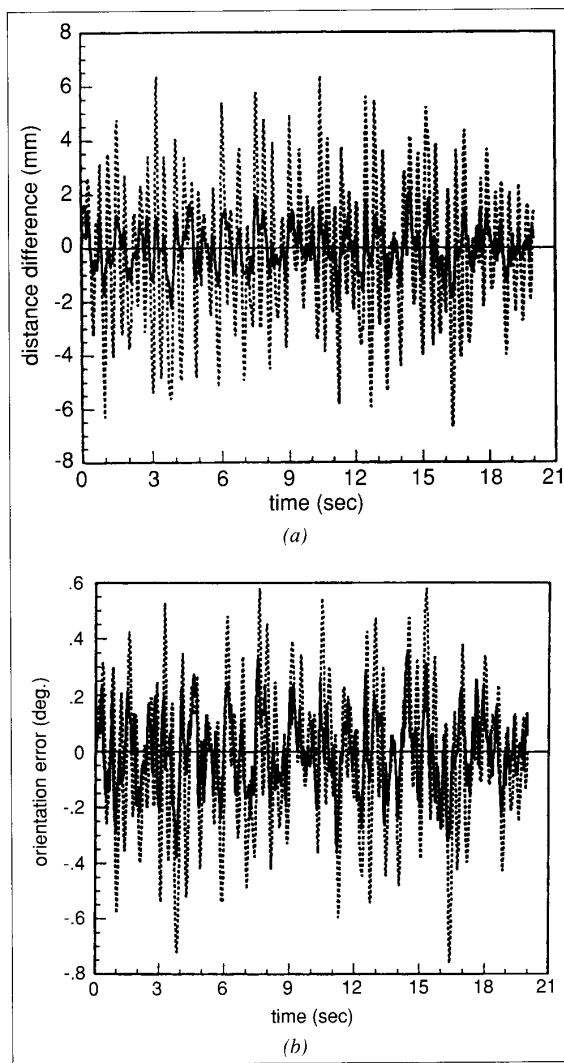 8
6
4
2
0
-2
-4
-6
-8
distance difference (mm)
0 3 6 9 12 15 18 21
time (sec)
(a)
.6
.4
.2
0
-.2
-.4
-.6
-.8
orientation error (deg.)
0 3 6 9 12 15 18 21
time (sec)
(b)